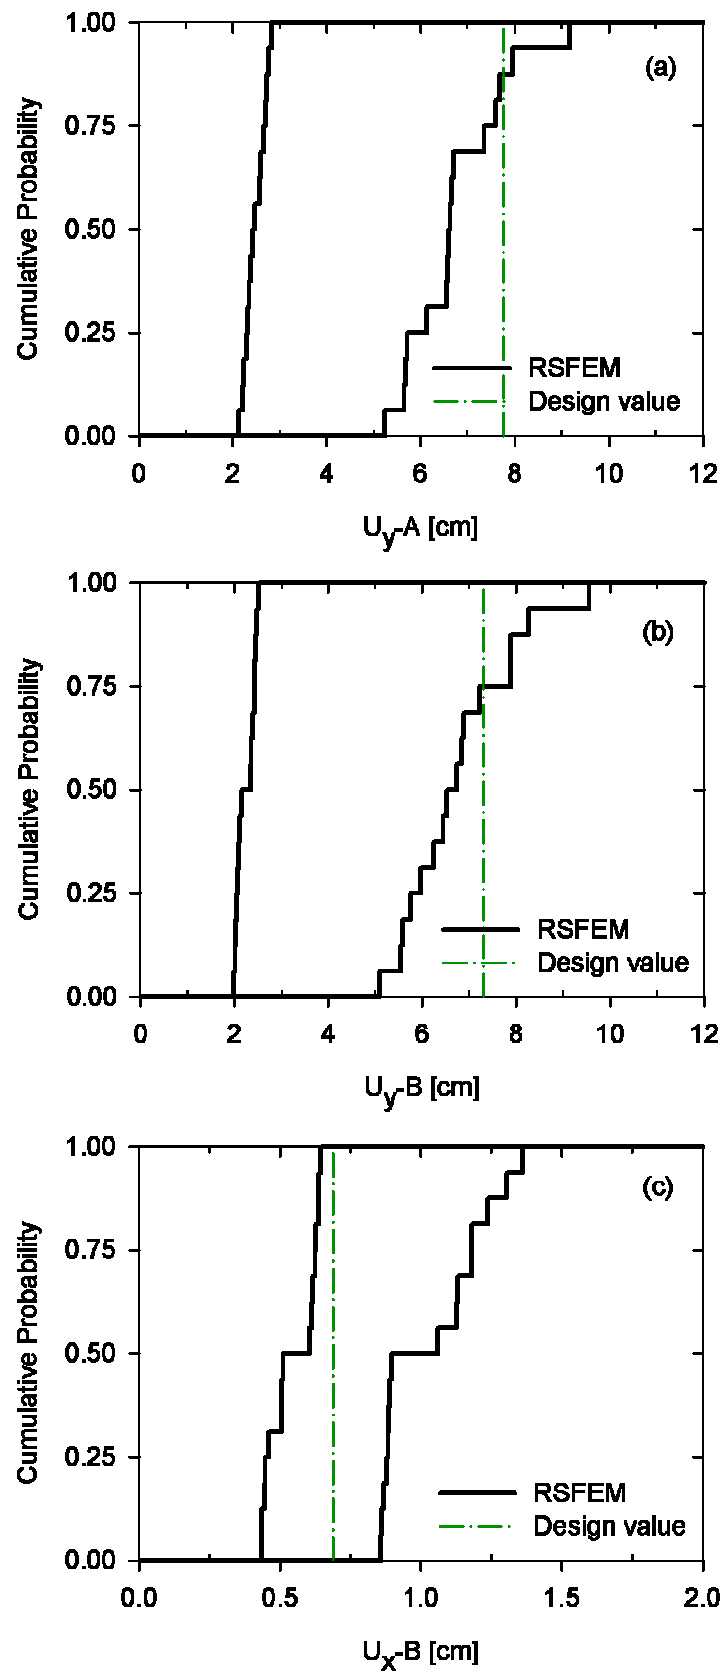 1.00
(a)
0.75
0.50
0.25
0.00
Cumulative Probability
RSFEM
Design value
0 2 4 6 8 10 12
Uy-A [cm]
1.00
(b)
0.75
0.50
0.25
0.00
Cumulative Probability
RSFEM
Design value
0 2 4 6 8 10 12
Uy-B [cm]
1.00
(c)
0.75
0.50
0.25
0.00
Cumulative Probability
RSFEM
Design value
0.0 0.5 1.0 1.5 2.0
Ux-B [cm]